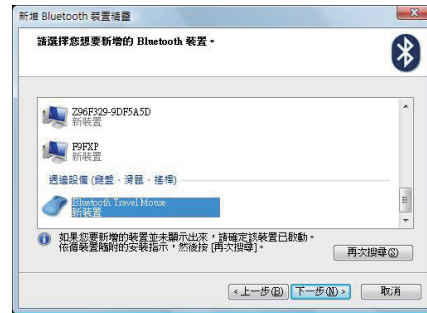 新增 Bluetooth 裝置精靈
請選擇您想要新增的 Bluetooth 裝置。
Z96F329-9DF5A5D
新裝置
F9FXP
新裝置
週邊設備 (鍵盤、滑鼠、搖桿)
Bluetooth Travel Mouse
新裝置
如果您要新增的裝置並未顯示出來，請確定該裝置已啟動。
依循裝置隨附的安裝指示，然後按 [再次搜尋]。
再次搜尋(S)
<上一步(B)
下一步(N)>
取消